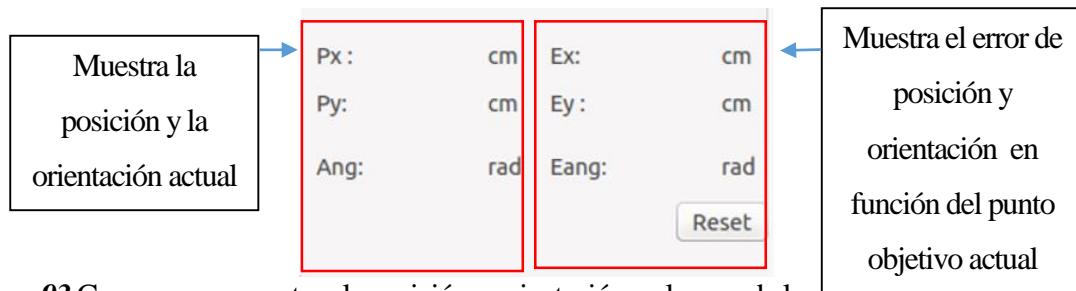 Muestra la
posición y la
orientación actual
Px : cm
Py: cm
Ang: rad
Ex: cm
Ey : cm
Eang: rad
Reset
Muestra el error de
posición y
orientación en
función del punto
objetivo actual
03